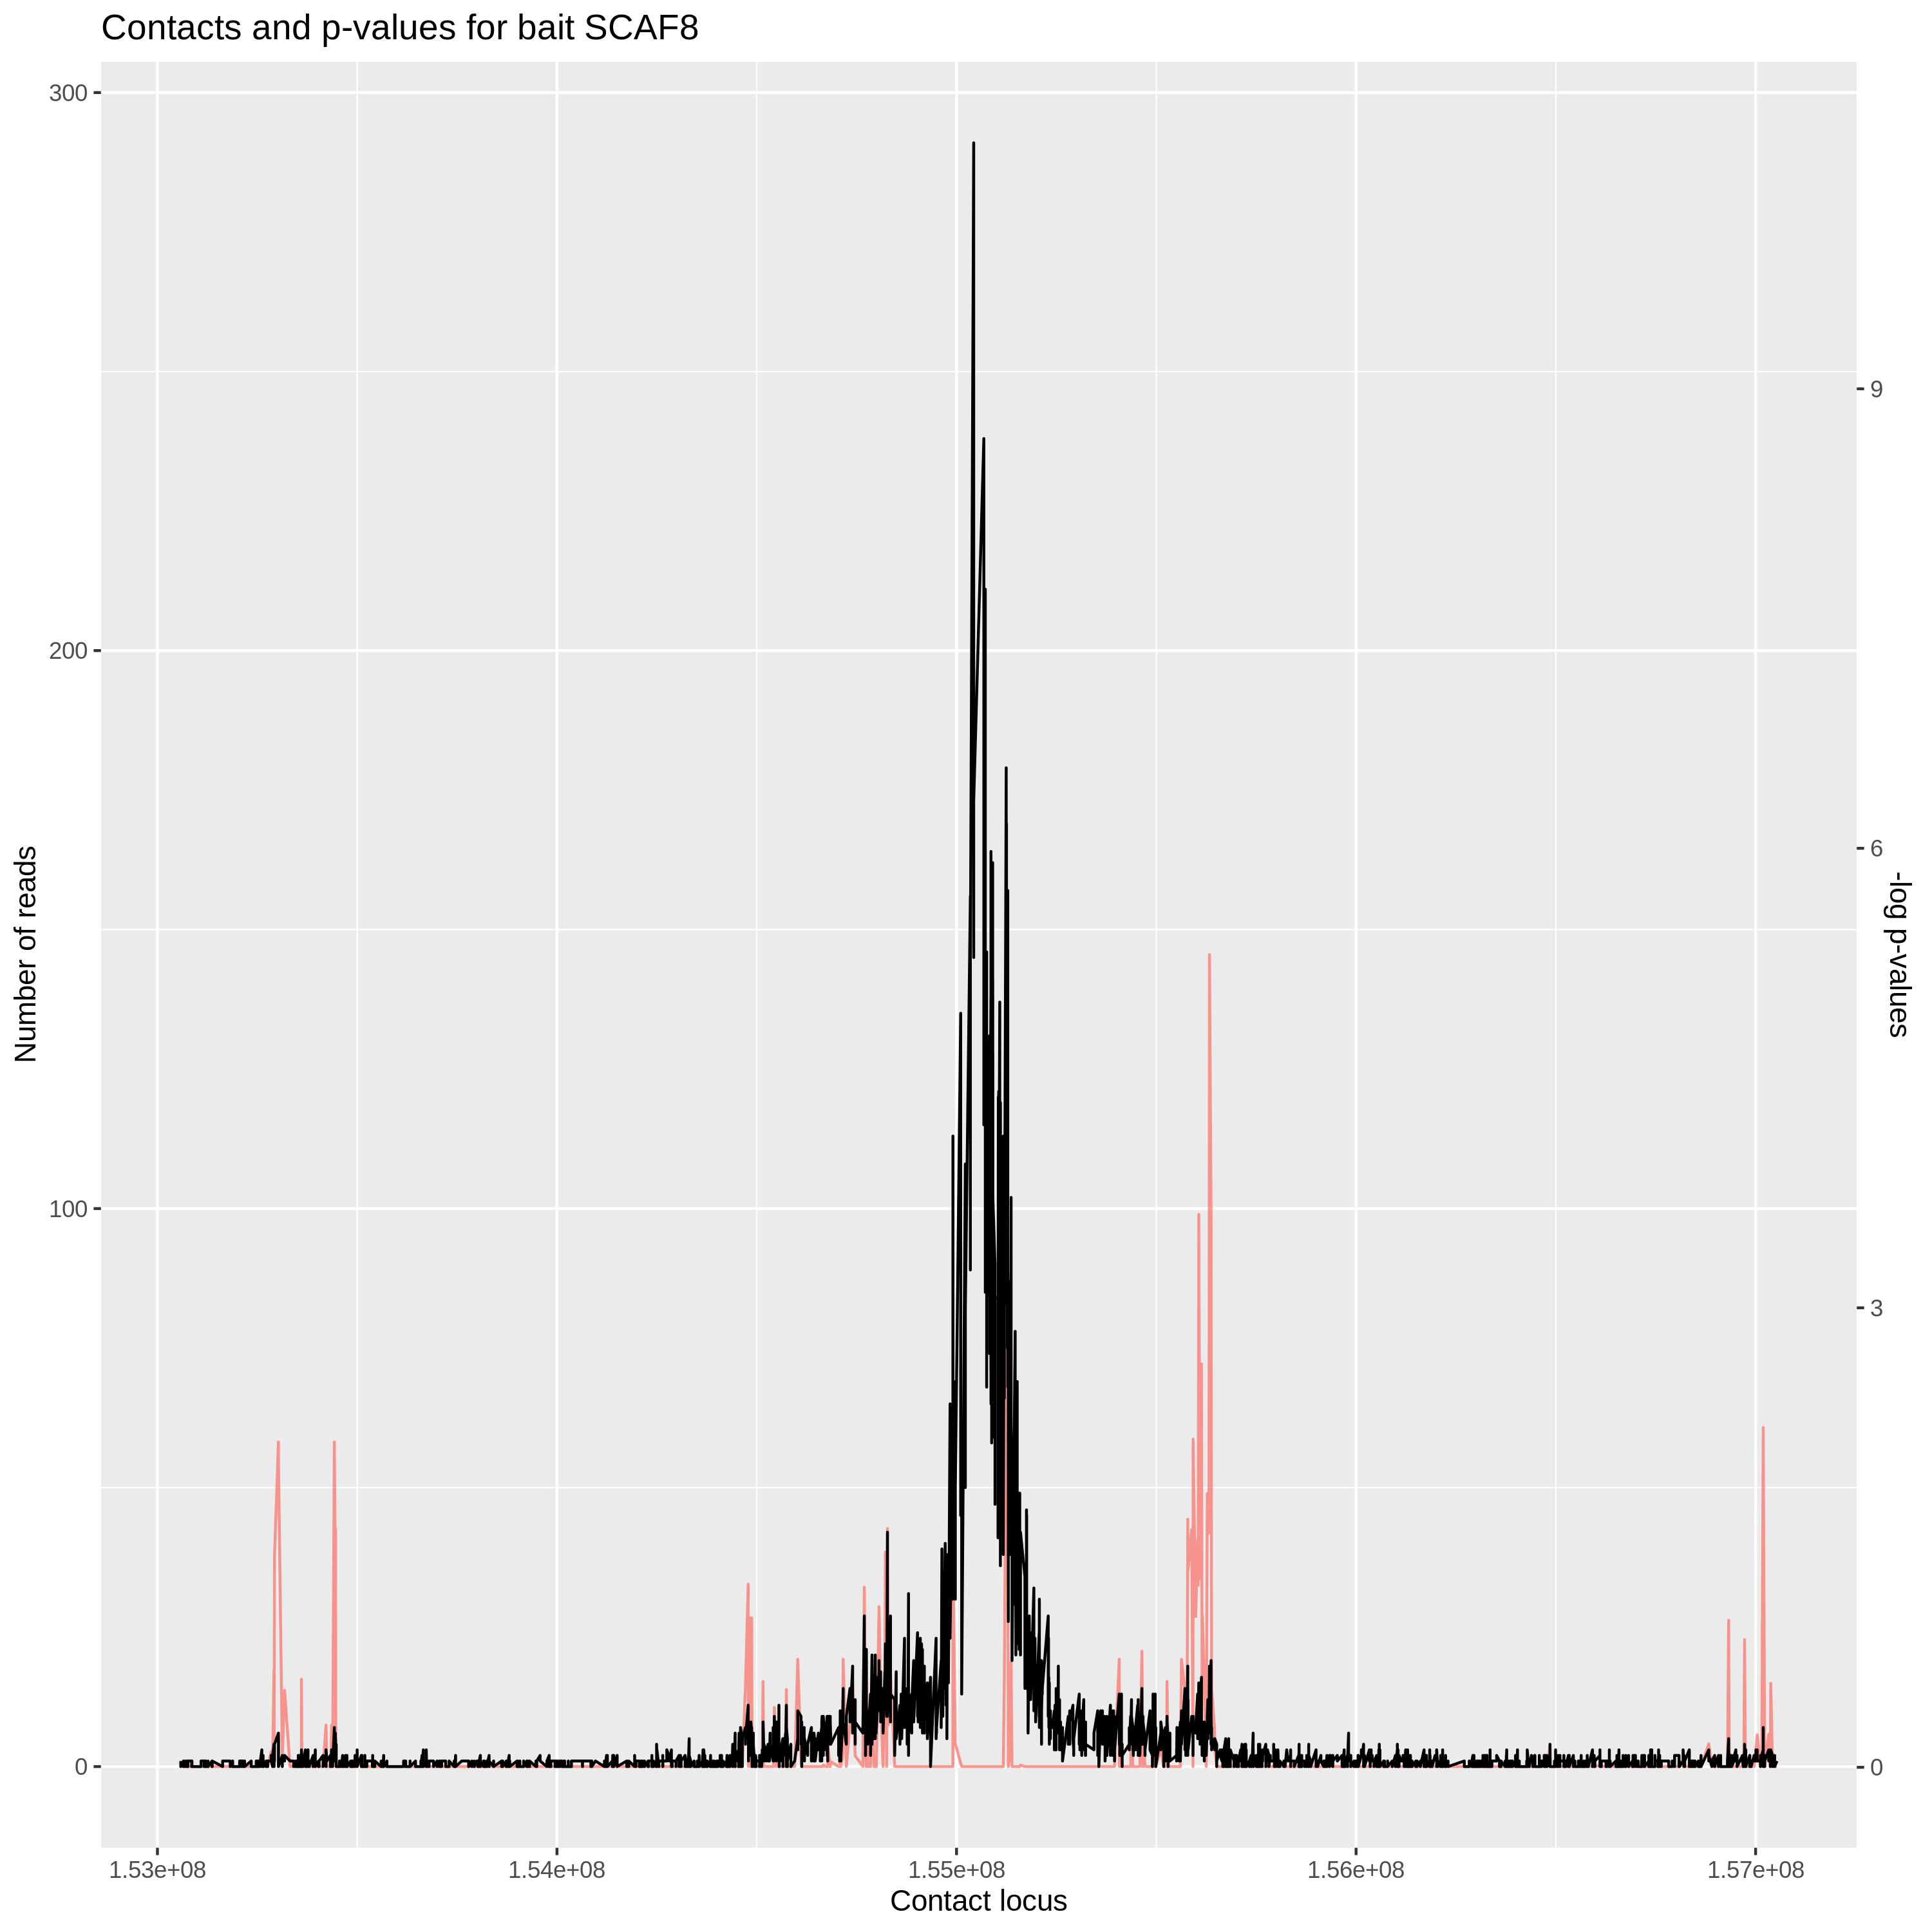 Contacts and p-values for bait SCAF8
300
200
100
0
Number of reads
9
6
3
0
-log p-values
1.53e+08
1.54e+08
1.55e+08
1.56e+08
1.57e+08
Contact locus